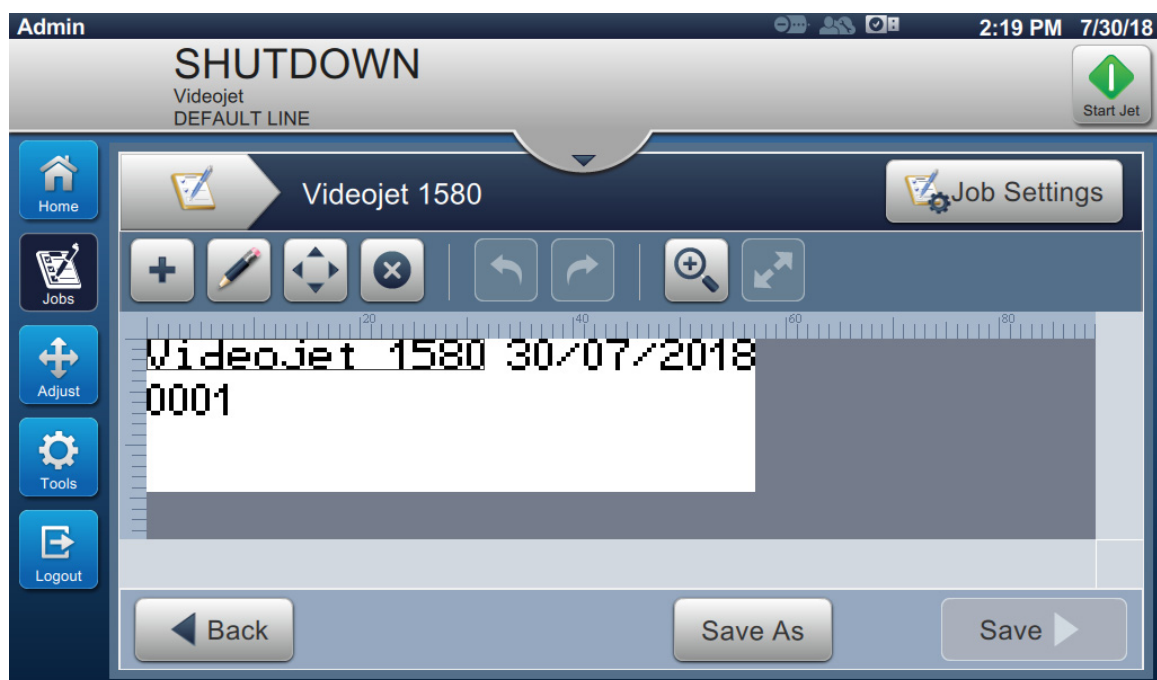 Admin 2:19 PM 7/30/18
SHUTDOWN
Videojet
DEFAULT LINE
Start Jet
Home
Videojet 1580
Job Settings
Jobs
20 40 60 80
Videojet 1580 30/07/2018
0001
Adjust
Tools
Logout
Back Save As Save